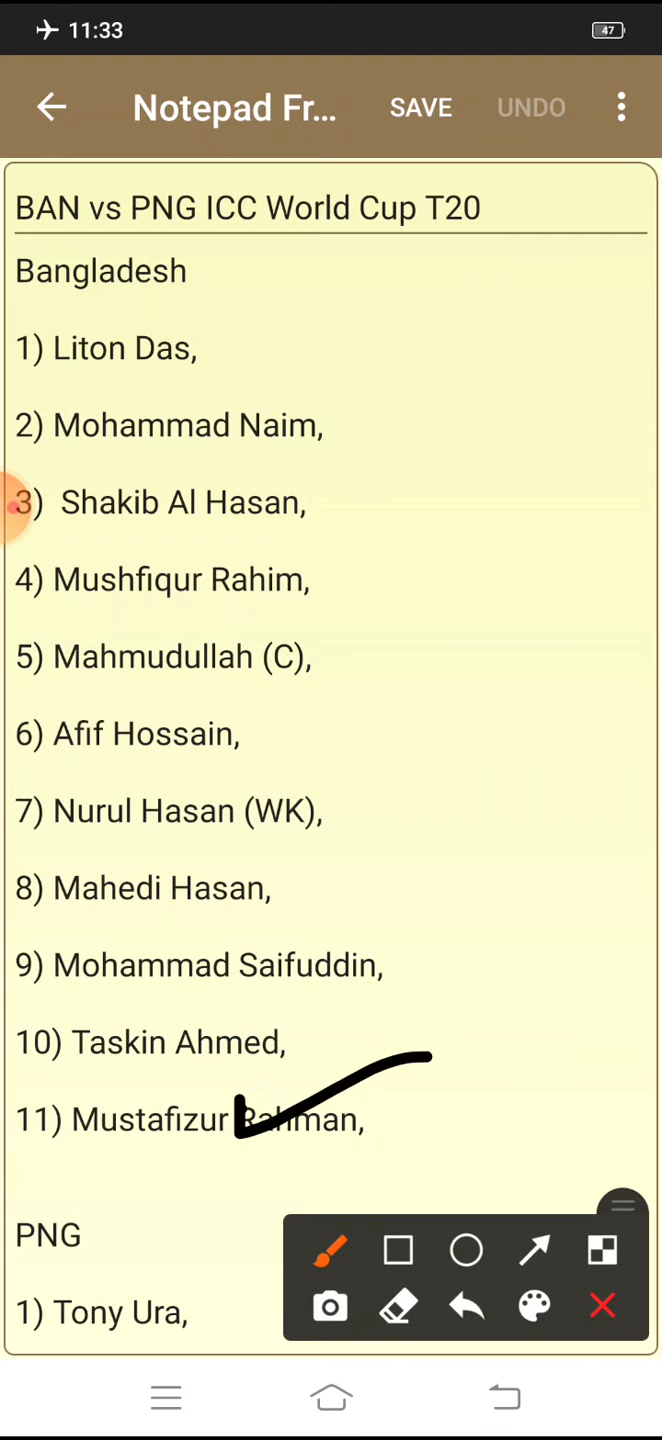 11:33
47
Notepad Fr... SAVE UNDO
BAN vs PNG ICC World Cup T20
Bangladesh
1) Liton Das,
2) Mohammad Naim,
3) Shakib Al Hasan,
4) Mushfiqur Rahim,
5) Mahmudullah (C),
6) Afif Hossain,
7) Nurul Hasan (WK),
8) Mahedi Hasan,
9) Mohammad Saifuddin,
10) Taskin Ahmed,
11) Mustafizur Rahman,
PNG
1) Tony Ura,